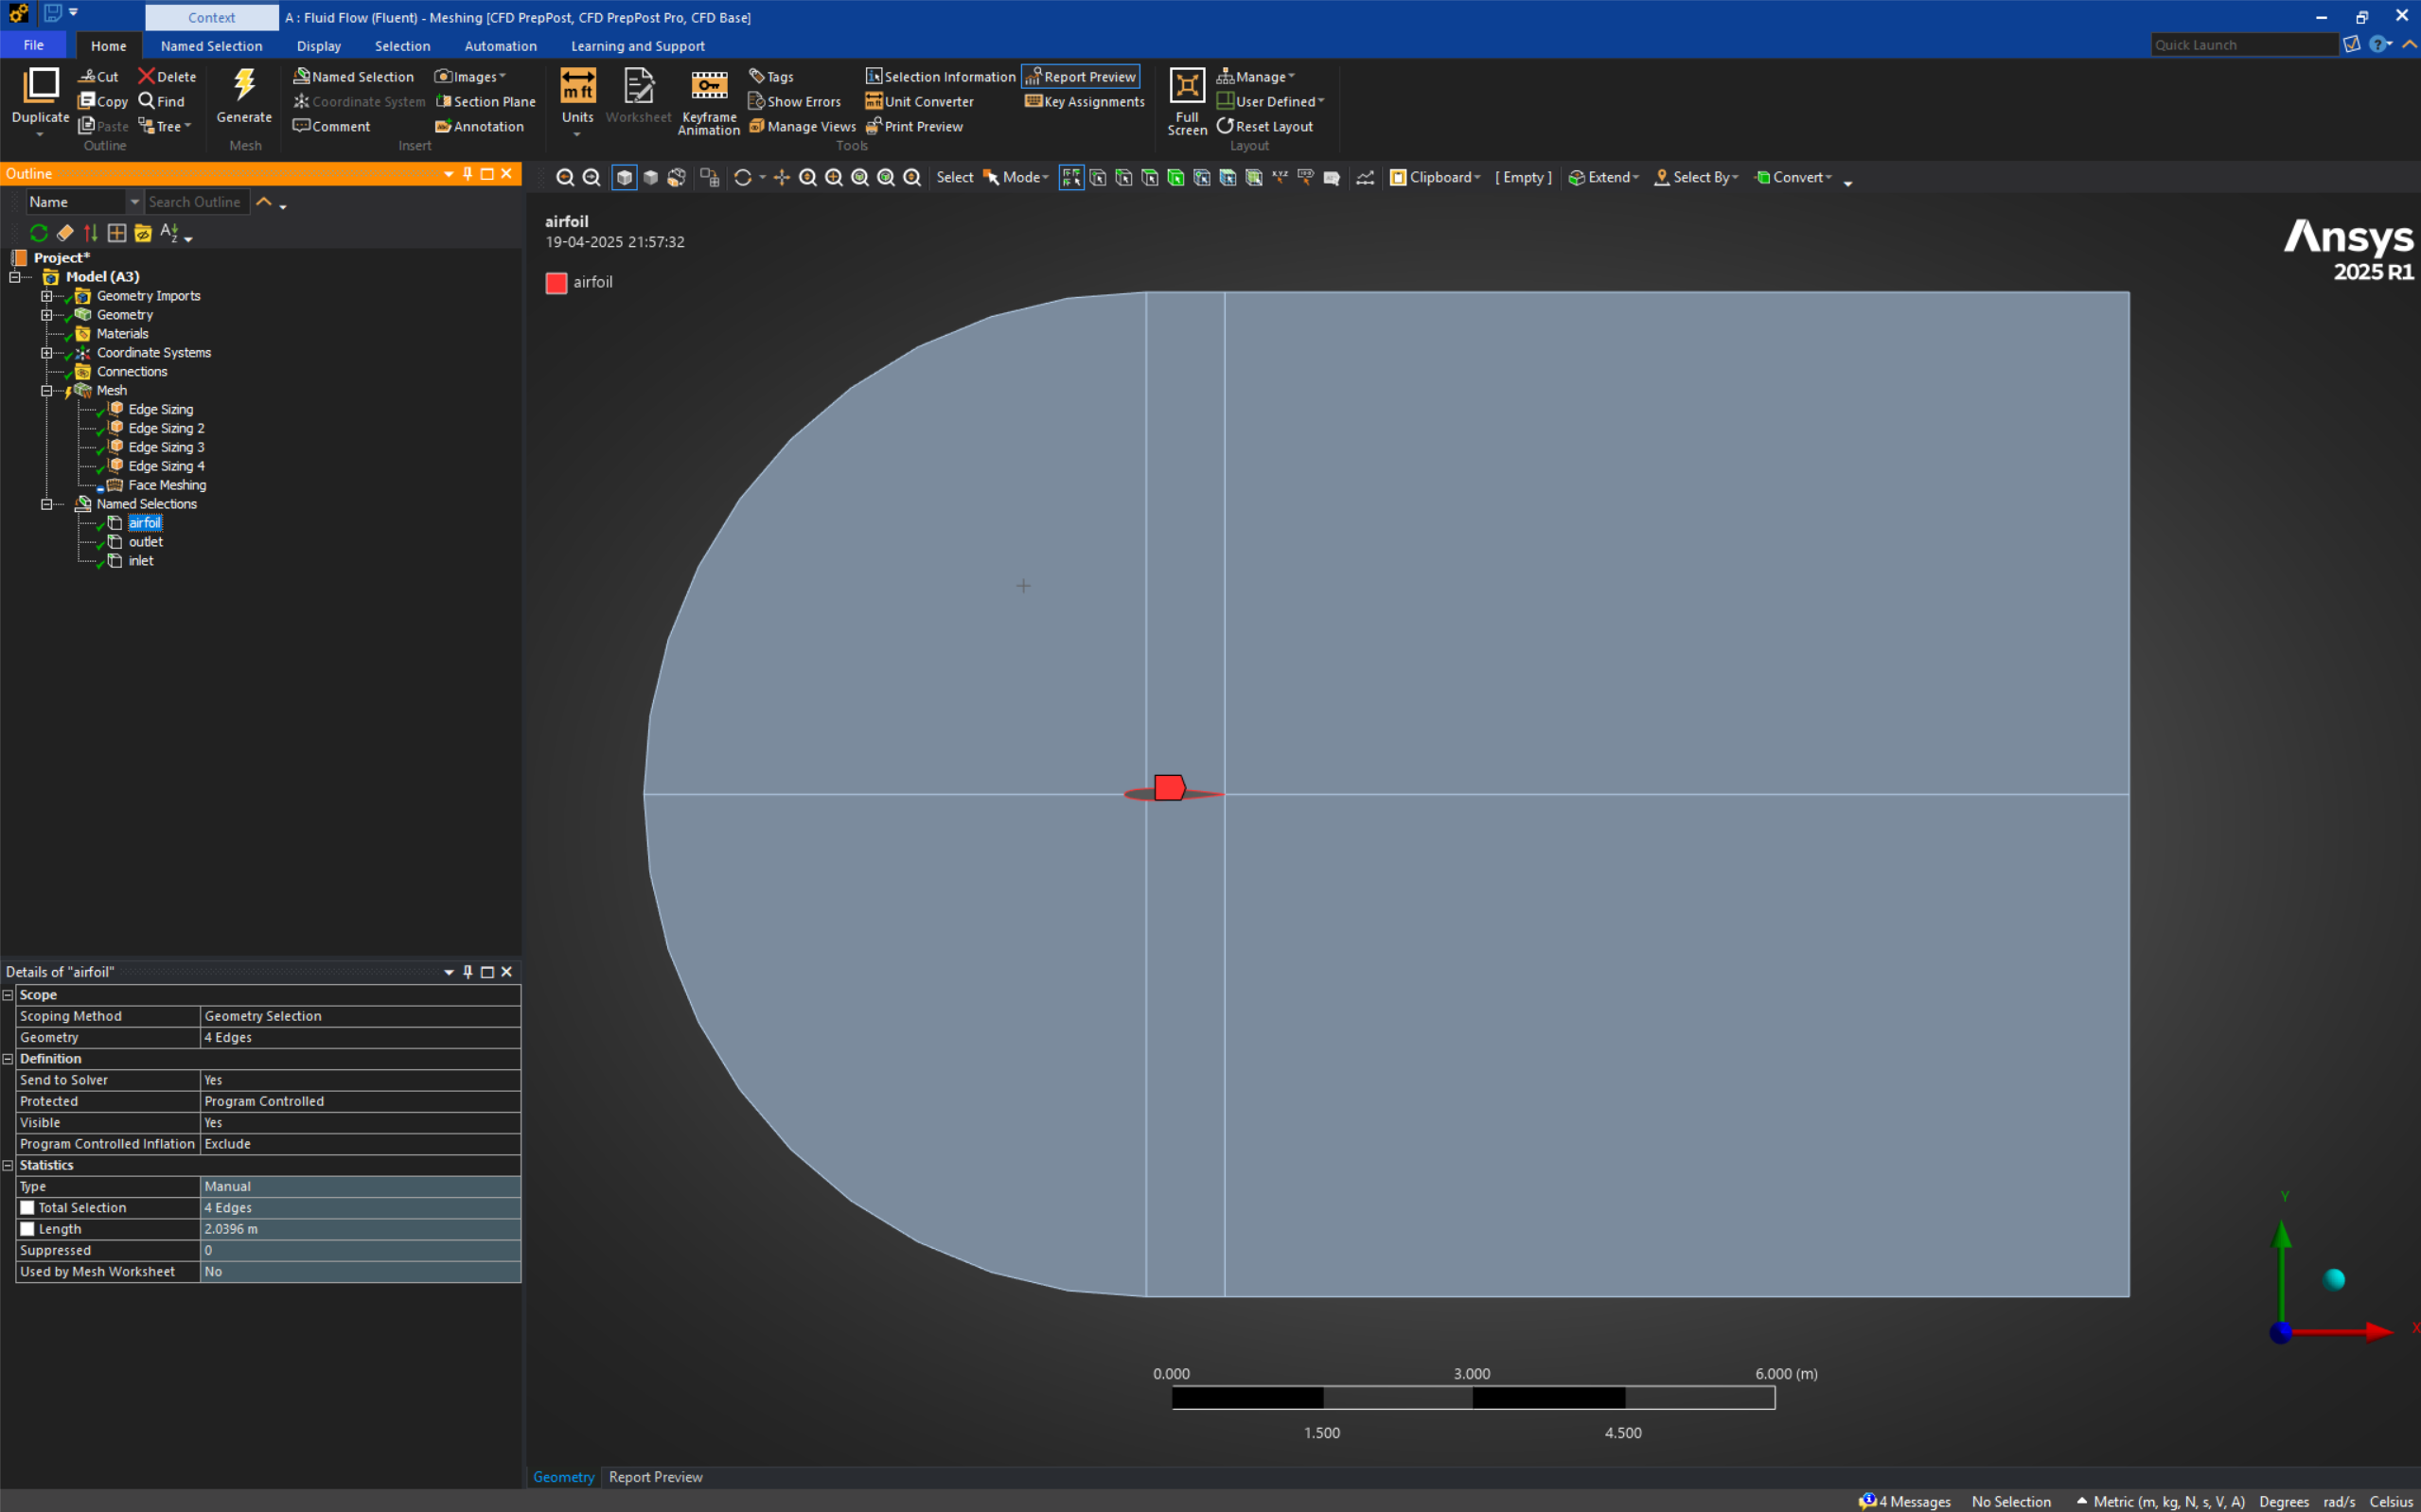 Context
A : Fluid Flow (Fluent) - Meshing [CFD PrepPost, CFD PrepPost Pro, CFD Base]
File Home Named Selection Display Selection Automation Learning and Support
Quick Launch
Duplicate
Cut
Copy
Paste
Delete
Find
Tree
Outline
Generate
Mesh
Named Selection
Coordinate System
Comment
Images
Section Plane
Annotation
Insert
m ft
Units
Worksheet
Keyframe
Animation
Tags
Show Errors
Manage Views
Selection Information
Unit Converter
Print Preview
Report Preview
Key Assignments
Tools
Full
Screen
Manage
User Defined
Reset Layout
Layout
Outline
Name Search Outline
Project*
Model (A3)
Geometry Imports
Geometry
Materials
Coordinate Systems
Connections
Mesh
Edge Sizing
Edge Sizing 2
Edge Sizing 3
Edge Sizing 4
Face Meshing
Named Selections
airfoil
outlet
inlet
Select Mode Clipboard [ Empty ] Extend Select By Convert
airfoil
19-04-2025 21:57:32
airfoil
Ansys
2025 R1
Details of "airfoil"
Scope
Scoping Method Geometry Selection
Geometry 4 Edges
Definition
Send to Solver Yes
Protected Program Controlled
Visible Yes
Program Controlled Inflation Exclude
Statistics
Type Manual
Total Selection 4 Edges
Length 2.0396 m
Suppressed 0
Used by Mesh Worksheet No
Y
X
0.000 3.000 6.000 (m)
1.500 4.500
Geometry Report Preview
4 Messages No Selection Metric (m, kg, N, s, V, A) Degrees rad/s Celsius